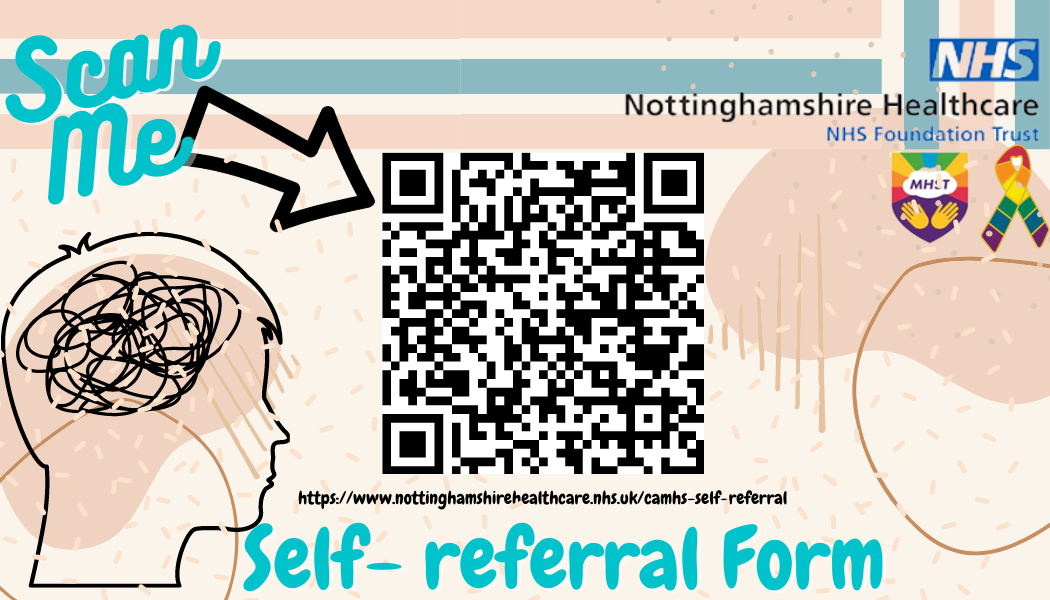 Scan
Me
NHS
Nottinghamshire Healthcare
NHS Foundation Trust
MHST
https://www.nottinghamshirehealthcare.nhs.uk/camhs-self-referral
Self- referral Form